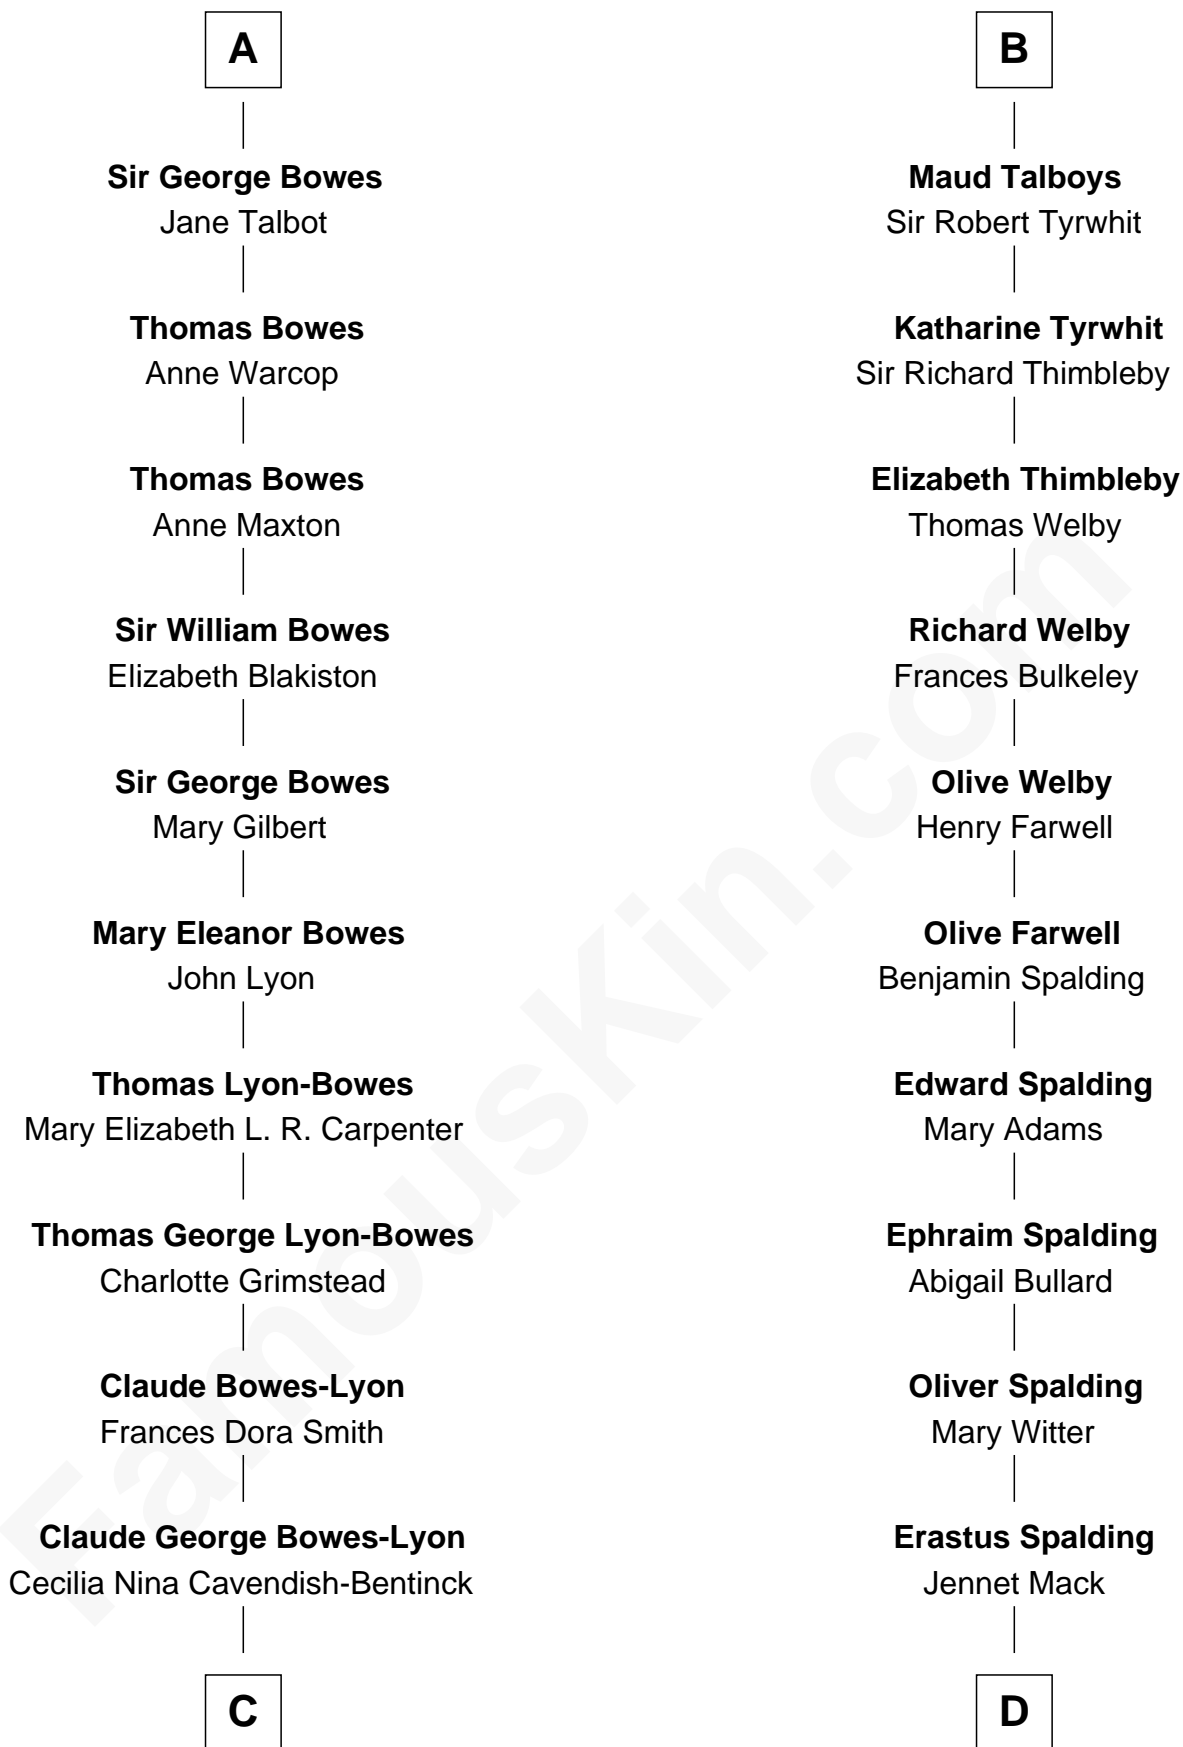 A
Sir George Bowes
Jane Talbot
Thomas Bowes
Anne Warcop
Thomas Bowes
Anne Maxton
Sir William Bowes
Elizabeth Blakiston
Sir George Bowes
Mary Gilbert
Mary Eleanor Bowes
John Lyon
Thomas Lyon-Bowes
Mary Elizabeth L. R. Carpenter
Thomas George Lyon-Bowes
Charlotte Grimstead
Claude Bowes-Lyon
Frances Dora Smith
Claude George Bowes-Lyon
Cecilia Nina Cavendish-Bentinck
C
B
Maud Talboys
Sir Robert Tyrwhit
Katharine Tyrwhit
Sir Richard Thimbleby
Elizabeth Thimbleby
Thomas Welby
Richard Welby
Frances Bulkeley
Olive Welby
Henry Farwell
Olive Farwell
Benjamin Spalding
Edward Spalding
Mary Adams
Ephraim Spalding
Abigail Bullard
Oliver Spalding
Mary Witter
Erastus Spalding
Jennet Mack
D
FamousKin.com